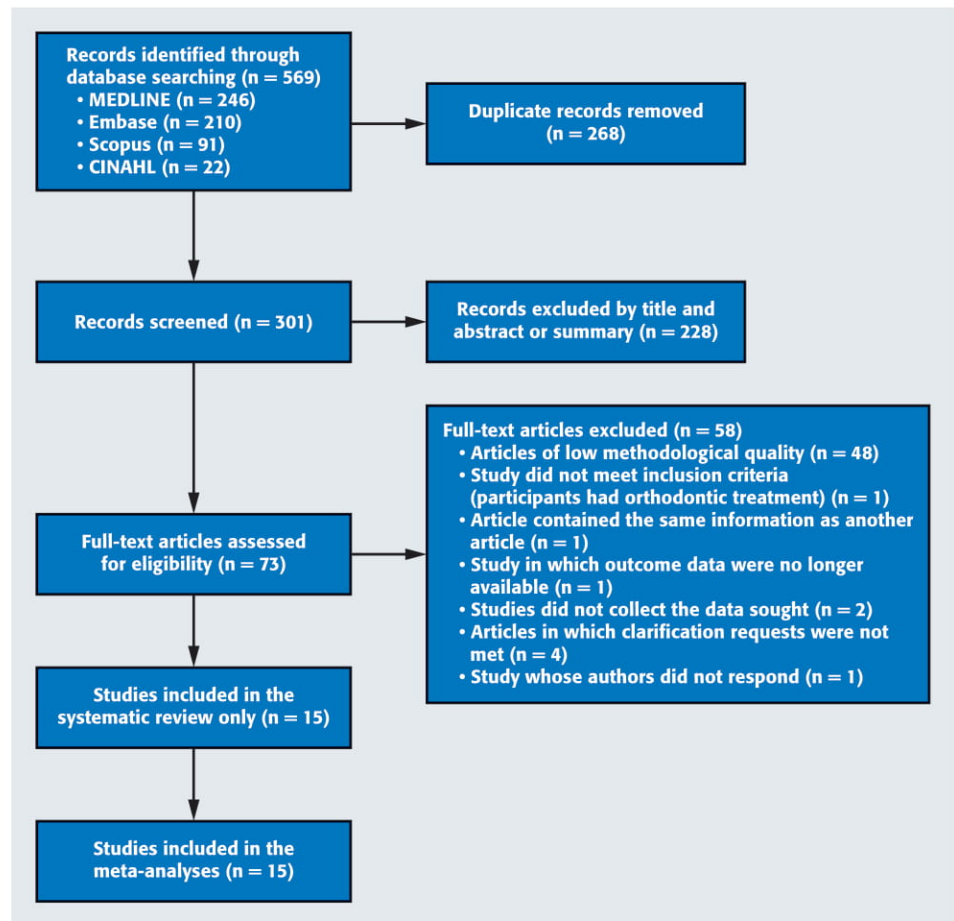 Records identified through
database searching (n = 569)
• MEDLINE (n = 246)
• Embase (n = 210)
• Scopus (n = 91)
• CINAHL (n = 22)
Duplicate records removed
(n = 268)
Records screened (n = 301)
Records excluded by title and
abstract or summary (n = 228)
Full-text articles assessed
for eligibility (n = 73)
Full-text articles excluded (n = 58)
• Articles of low methodological quality (n = 48)
• Study did not meet inclusion criteria
(participants had orthodontic treatment) (n = 1)
• Article contained the same information as another
article (n = 1)
• Study in which outcome data were no longer
available (n = 1)
• Studies did not collect the data sought (n = 2)
• Articles in which clarification requests were not
met (n = 4)
• Study whose authors did not respond (n = 1)
Studies included in the
systematic review only (n = 15)
Studies included in the
meta-analyses (n = 15)